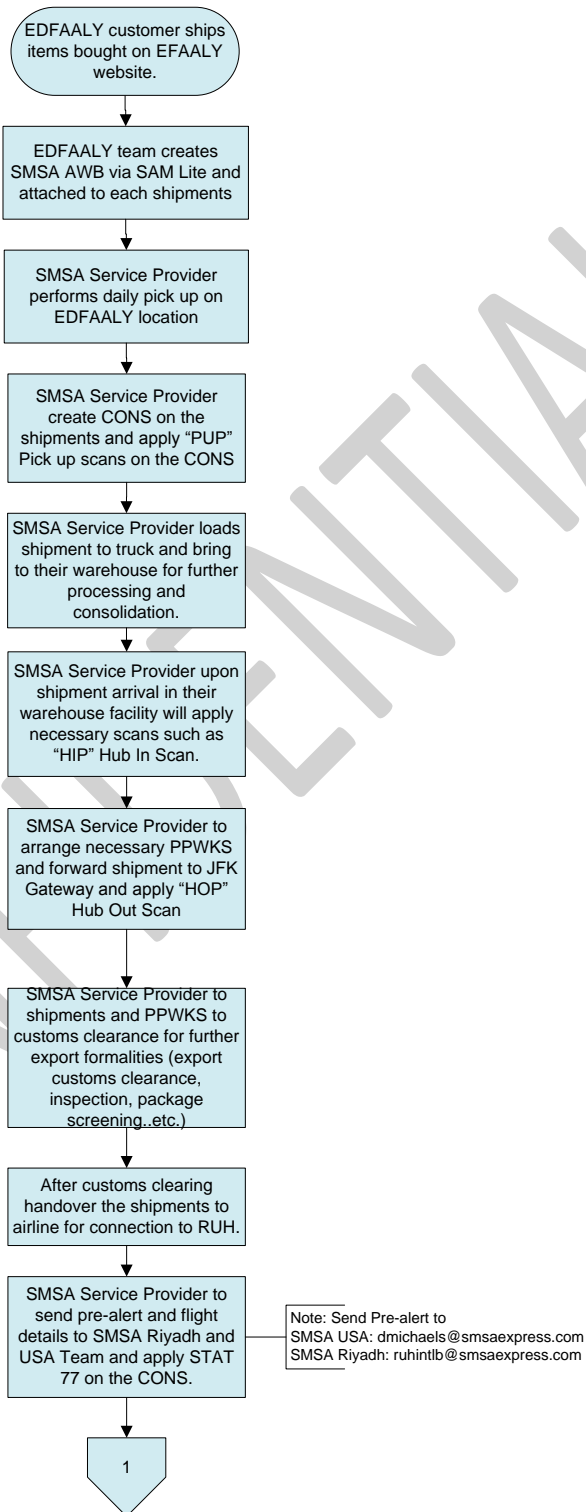 EDFAALY customer ships
items bought on EFAALY
website.
EDFAALY team creates
SMSA AWB via SAM Lite and
attached to each shipments
SMSA Service Provider
performs daily pick up on
EDFAALY location
SMSA Service Provider
create CONS on the
shipments and apply “PUP”
Pick up scans on the CONS
SMSA Service Provider loads
shipment to truck and bring
to their warehouse for further
processing and
consolidation.
SMSA Service Provider upon
shipment arrival in their
warehouse facility will apply
necessary scans such as
“HIP” Hub In Scan.
SMSA Service Provider to
arrange necessary PPWKS
and forward shipment to JFK
Gateway and apply “HOP”
Hub Out Scan
SMSA Service Provider to
shipments and PPWKS to
customs clearance for further
export formalities (export
customs clearance,
inspection, package
screening..etc.)
After customs clearing
handover the shipments to
airline for connection to RUH.
SMSA Service Provider to
send pre-alert and flight
details to SMSA Riyadh and
USA Team and apply STAT
77 on the CONS.
Note: Send Pre-alert to
SMSA USA: dmichaels@smsaexpress.com
SMSA Riyadh: ruhintlb@smsaexpress.com
1